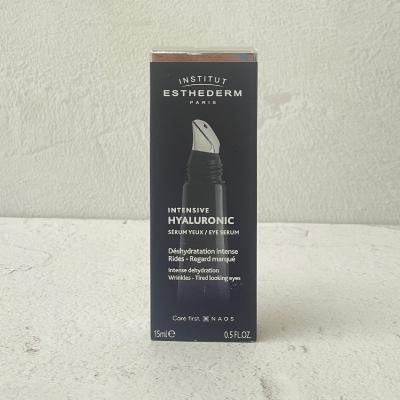 INSTITUT
ESTHEDERM
PARIS
INTENSIVE
HYALURONIC
SÉRUM YEUX / EYE SERUM
Déshydratation intense
Rides - Regard marqué
Intense dehydration
Wrinkles - Tired looking eyes
Care first. NAOS
15ml℮ 0.5 FL.OZ.